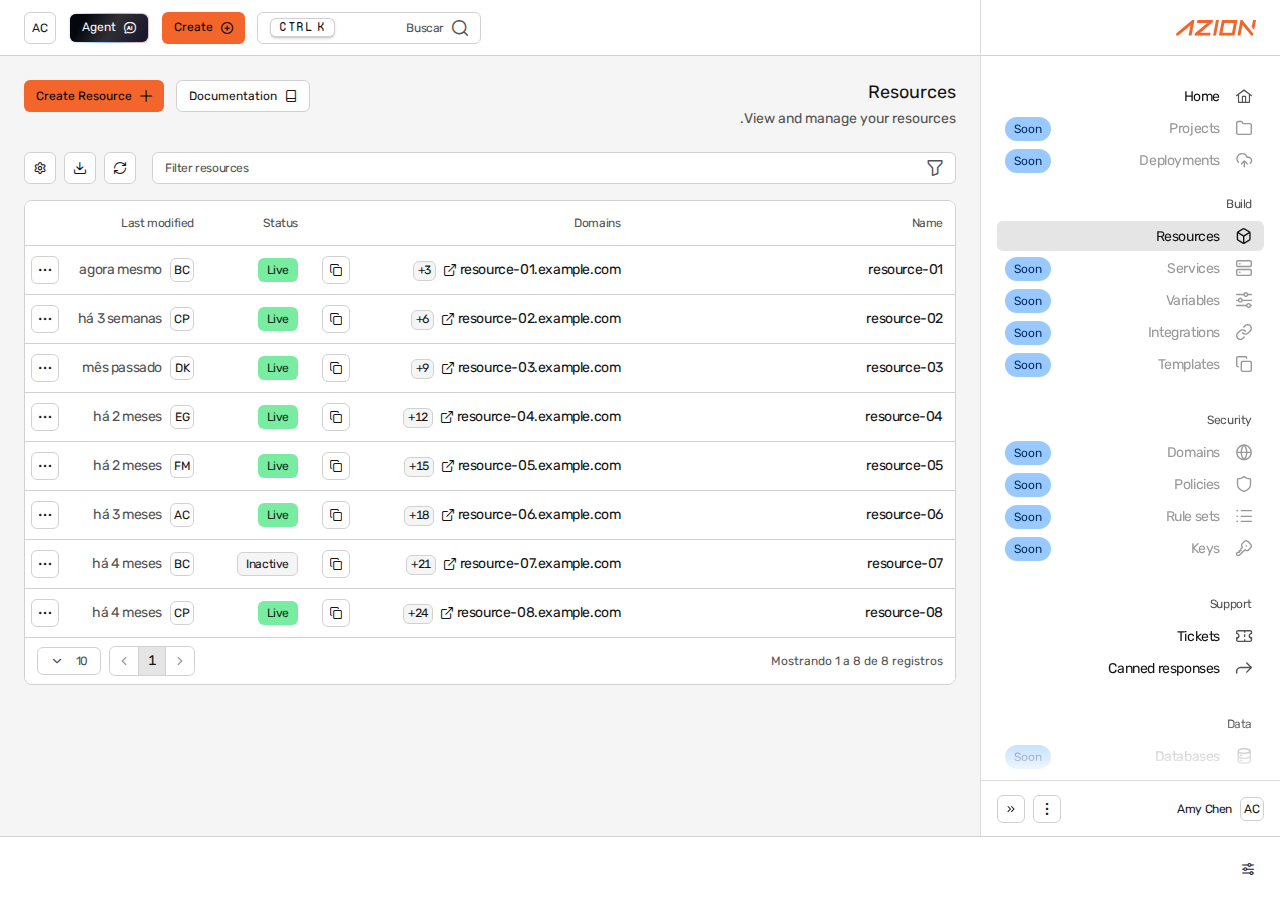 AZION
Buscar
CTRL K
Create
Agent
AC
Home
Projects
Soon
Deployments
Soon
Build
Resources
Services
Soon
Variables
Soon
Integrations
Soon
Templates
Soon
Security
Domains
Soon
Policies
Soon
Rule sets
Soon
Keys
Soon
Support
Tickets
Canned responses
Data
Databases
Soon
AC
Amy Chen
Resources
.View and manage your resources
Documentation
Create Resource
Filter resources
Name Domains Status Last modified
resource-01 resource-01.example.com +3 Live BC agora mesmo
resource-02 resource-02.example.com +6 Live CP há 3 semanas
resource-03 resource-03.example.com +9 Live DK mês passado
resource-04 resource-04.example.com +12 Live EG há 2 meses
resource-05 resource-05.example.com +15 Live FM há 2 meses
resource-06 resource-06.example.com +18 Live AC há 3 meses
resource-07 resource-07.example.com +21 Inactive BC há 4 meses
resource-08 resource-08.example.com +24 Live CP há 4 meses
Mostrando 1 a 8 de 8 registros
1
10